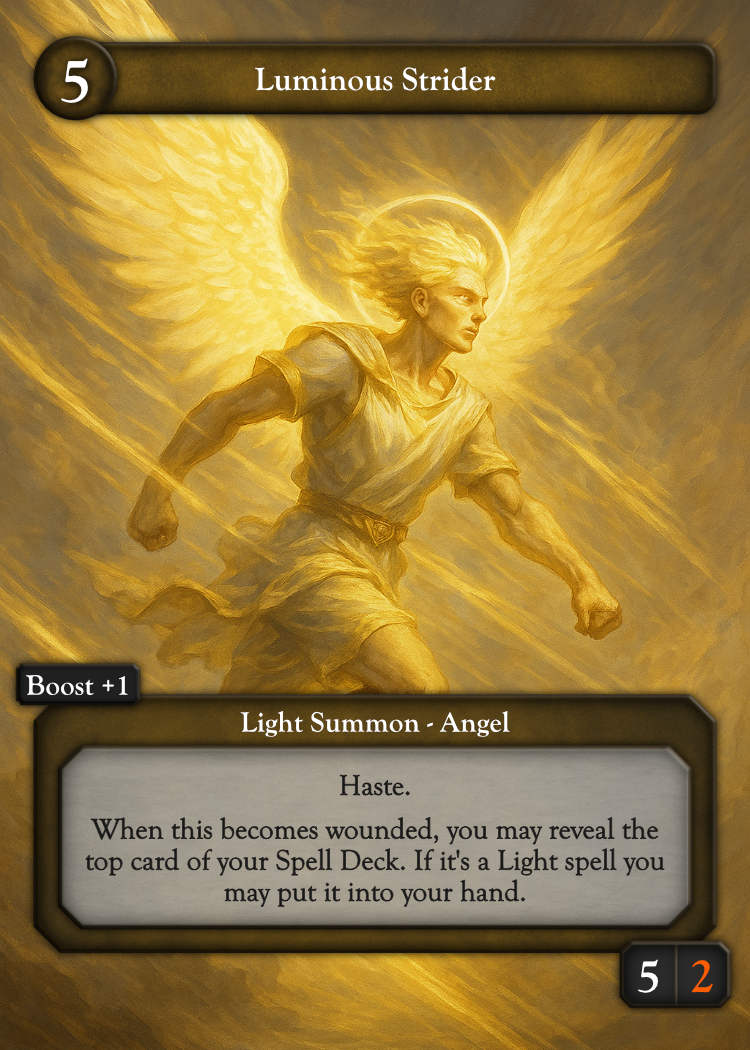 5
Luminous Strider
Boost +1
Light Summon - Angel
Haste.
When this becomes wounded, you may reveal the
top card of your Spell Deck. If it's a Light spell you
may put it into your hand.
5 2